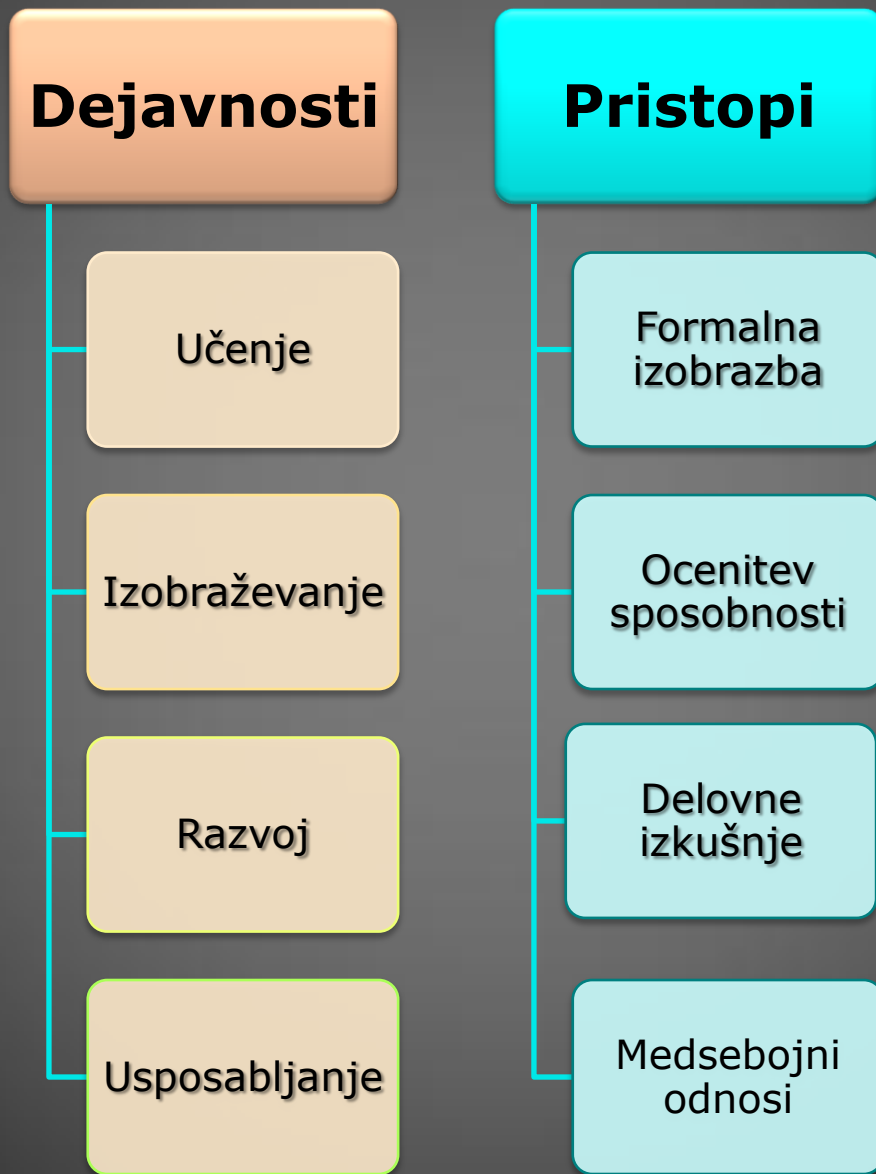 Dejavnosti
Učenje
Izobraževanje
Razvoj
Usposabljanje
Pristopi
Formalna
izobrazba
Ocenitev
sposobnosti
Delovne
izkušnje
Medsebojni
odnosi